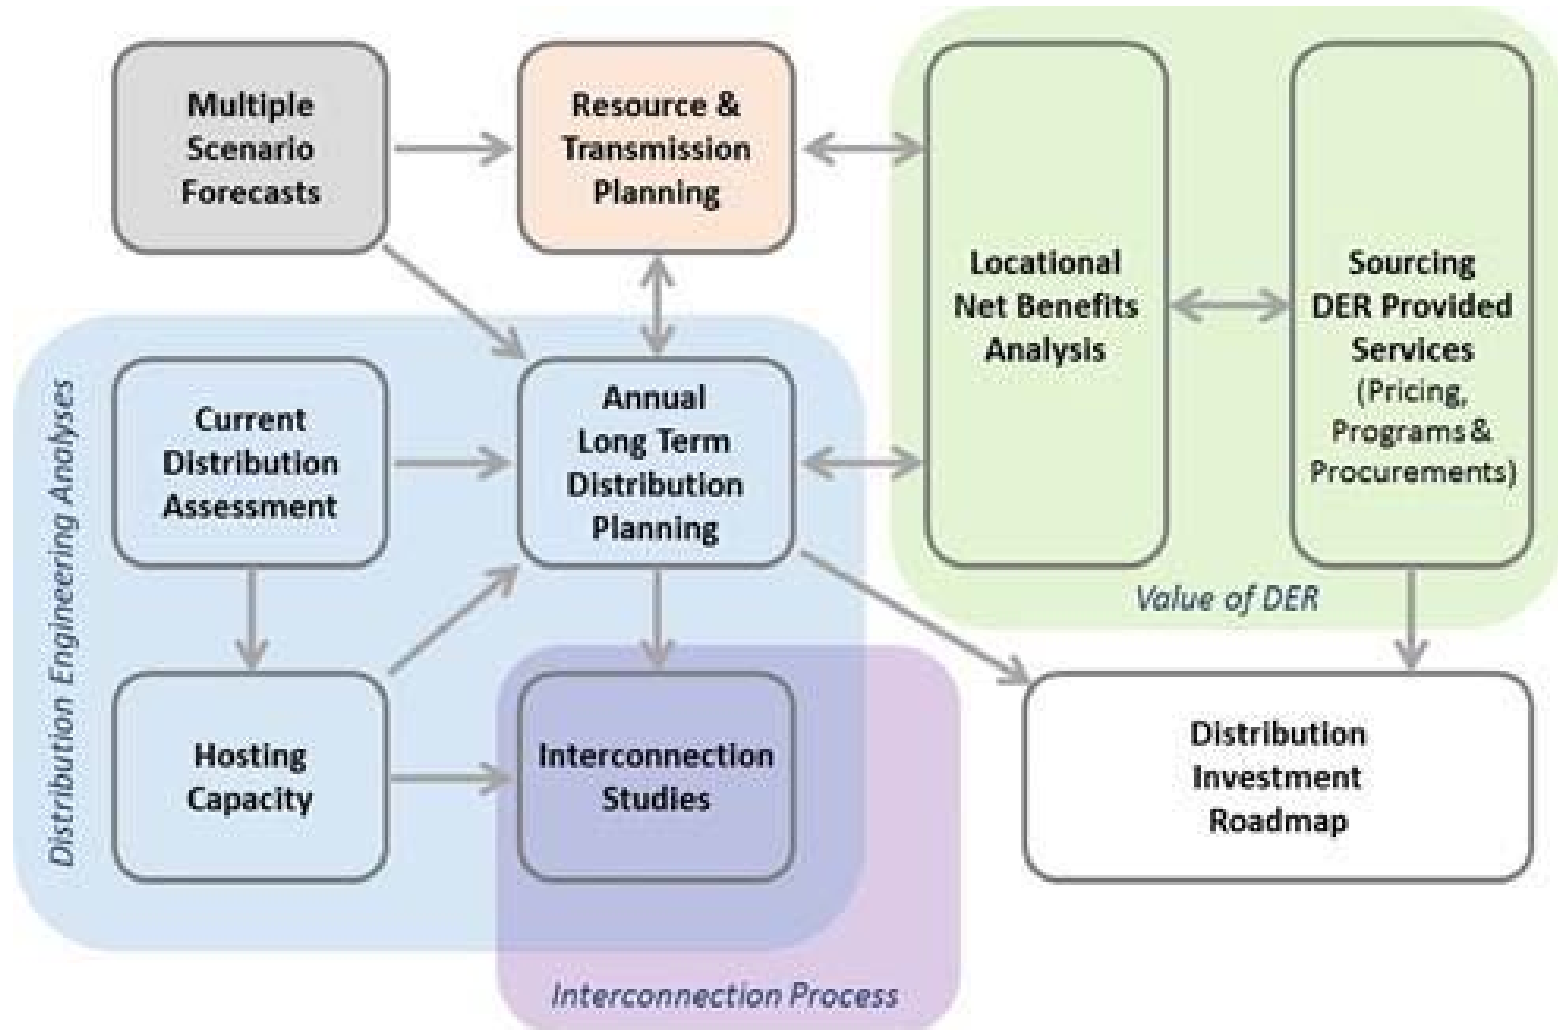 Multiple
Scenario
Forecasts
Resource &
Transmission
Planning
Locational
Net Benefits
Analysis
Sourcing
DER Provided
Services
(Pricing,
Programs &
Procurements)
Value of DER
Distribution Engineering Analyses
Current
Distribution
Assessment
Annual
Long Term
Distribution
Planning
Hosting
Capacity
Interconnection
Studies
Distribution
Investment
Roadmap
Interconnection Process